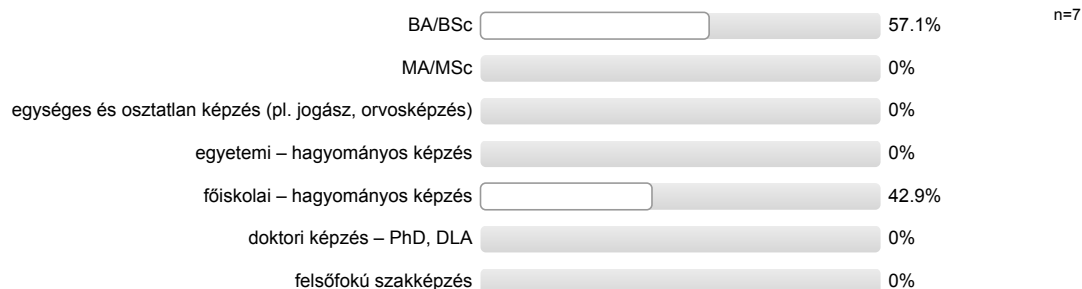 BA/BSc 57.1% n=7
MA/MSc 0%
egységes és osztatlan képzés (pl. jogász, orvosképzés) 0%
egyetemi – hagyományos képzés 0%
főiskolai – hagyományos képzés 42.9%
doktori képzés – PhD, DLA 0%
felsőfokú szakképzés 0%